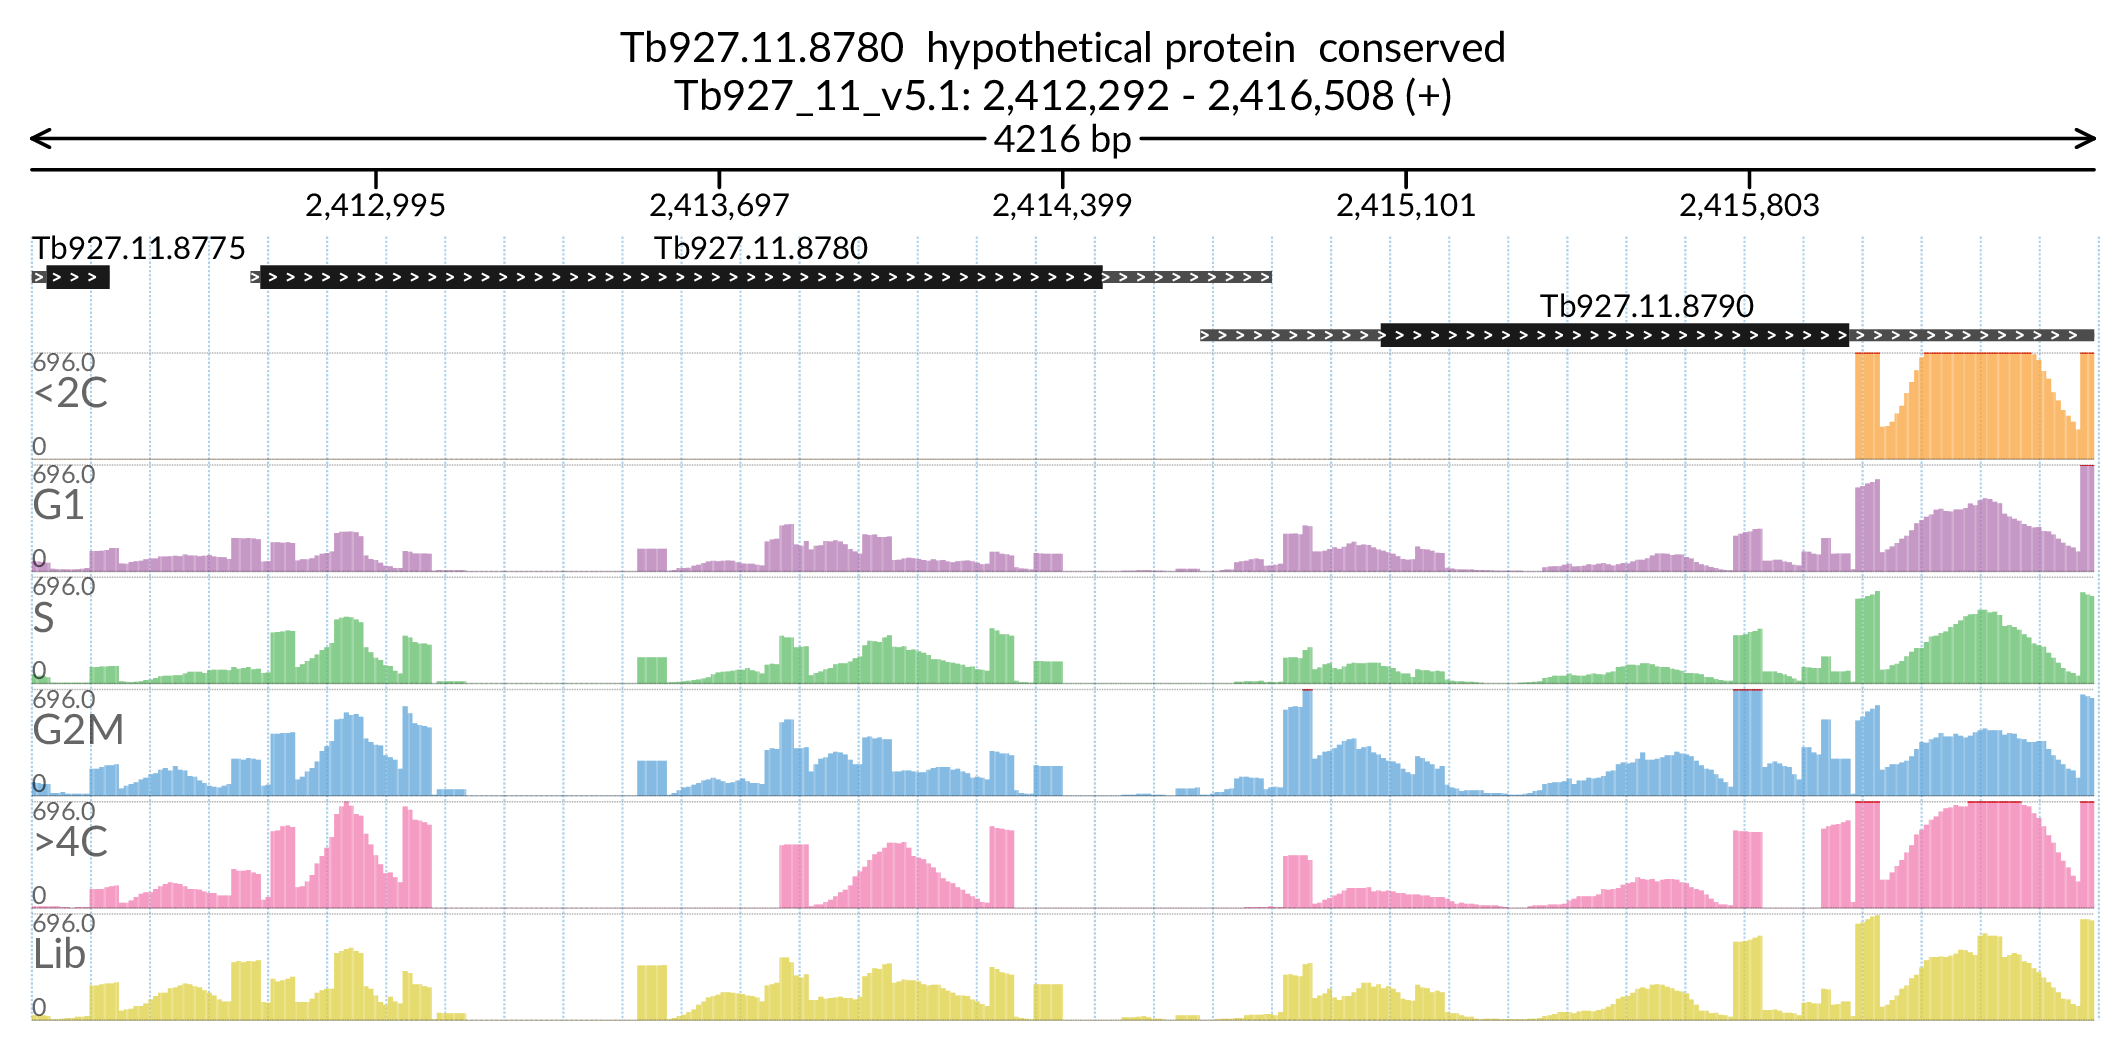 Tb927.11.8780 hypothetical protein conserved
Tb927_11_v5.1: 2,412,292 - 2,416,508 (+)
4216 bp
2,412,995 2,413,697 2,414,399 2,415,101 2,415,803
Tb927.11.8775 Tb927.11.8780
Tb927.11.8790
696.0
<2C
0
696.0
G1
0
696.0
S
0
696.0
G2M
0
696.0
>4C
0
696.0
Lib
0